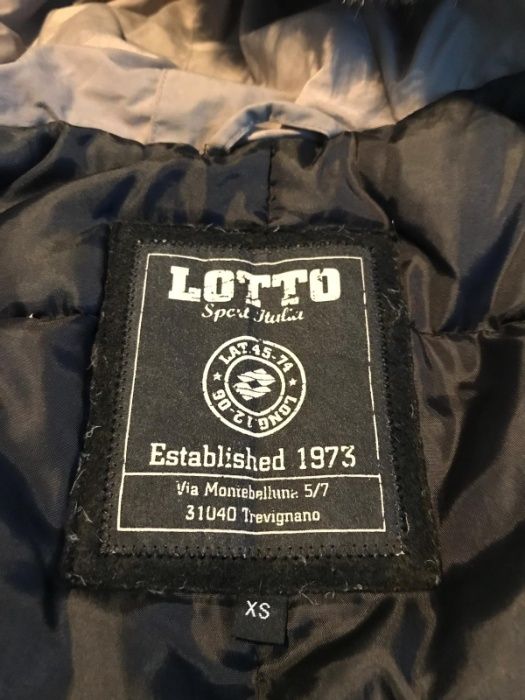 LOTTO
Sport Italia
LAT.45-74
LONG.12-06
Established 1973
Via Montebelluna 5/7
31040 Trevignano
XS